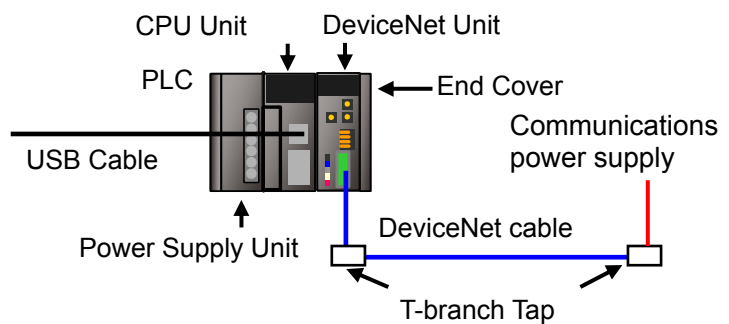 CPU Unit
DeviceNet Unit
PLC
End Cover
Communications
power supply
USB Cable
DeviceNet cable
Power Supply Unit
T-branch Tap